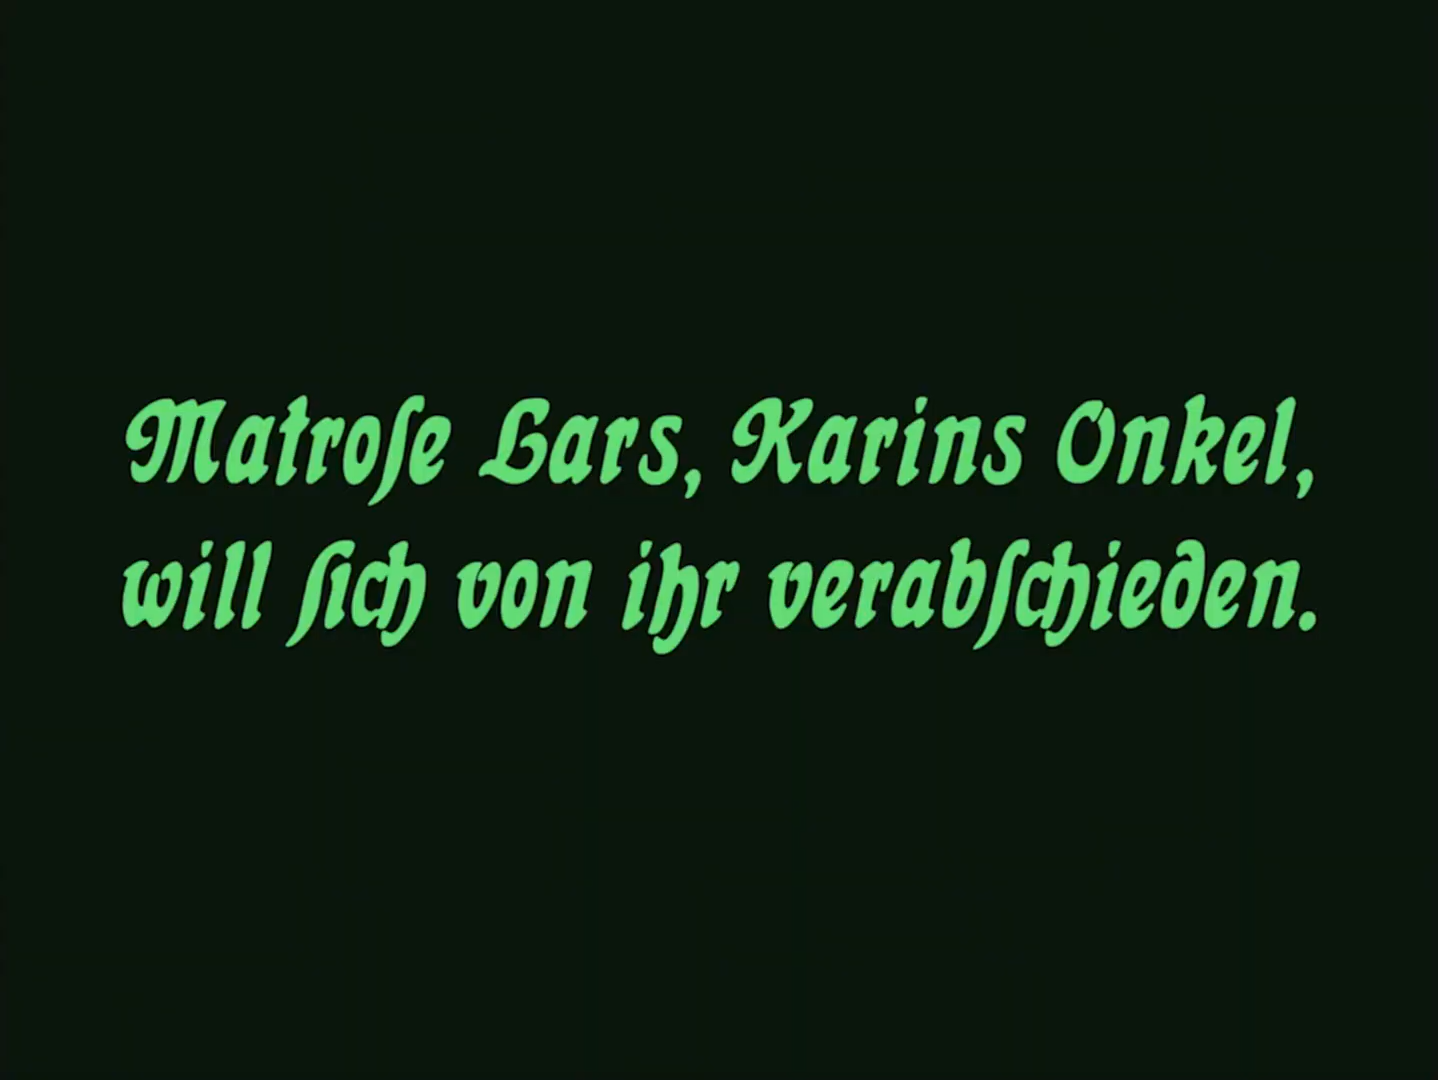 Matroſe Lars, Karins Onkel,
will ſich von ihr verabſchieden.